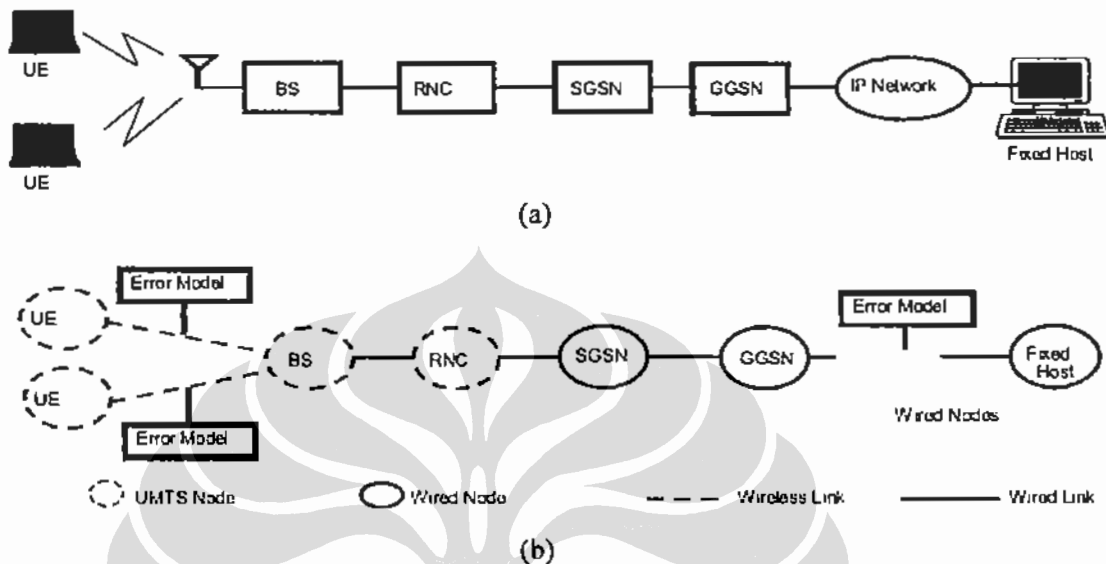 UE
UE
BS
RNC
SGSN
GGSN
IP Network
Fixed Host
(a)
Error Model
UE
UE
Error Model
BS
RNC
SGSN
GGSN
Error Model
Fixed
Host
Wired Nodes
UMTS Node
Wired Node
Wireless Link
Wired Link
(b)